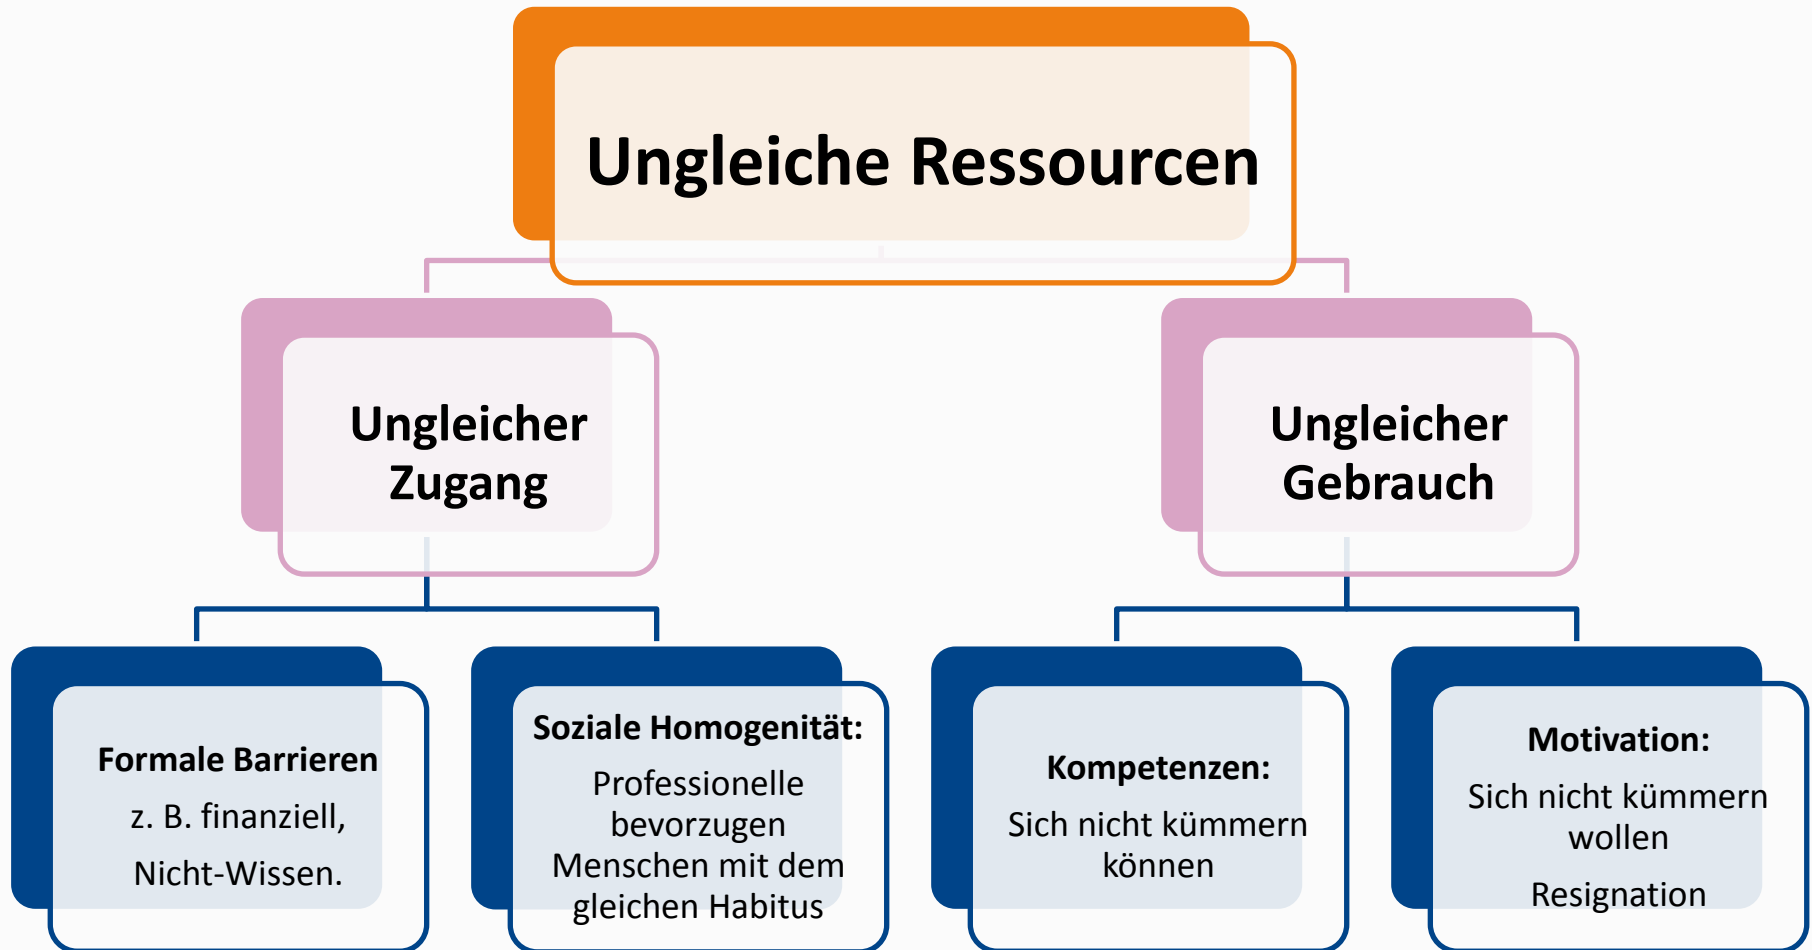 Ungleiche Ressourcen
Ungleicher
Zugang
Ungleicher
Gebrauch
Formale Barrieren
z. B. finanziell,
Nicht-Wissen.
Soziale Homogenität:
Professionelle
bevorzugen
Menschen mit dem
gleichen Habitus
Kompetenzen:
Sich nicht kümmern
können
Motivation:
Sich nicht kümmern
wollen
Resignation